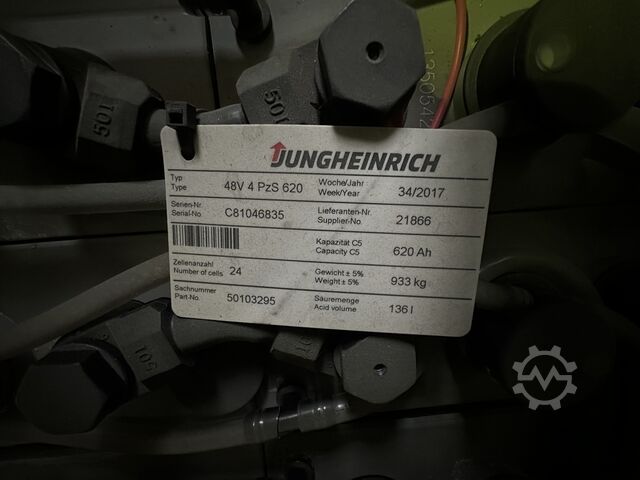 JUNGHEINRICH
Typ
Type
48V 4 PzS 620
Woche/Jahr
Week/Year
34/2017
Serien-Nr.
Serial-No
C81046835
Lieferanten-Nr.
Supplier-No.
21866
Kapazität C5
Capacity C5
620 Ah
Zellenanzahl
Number of cells
24
Gewicht ± 5%
Weight ± 5%
933 kg
Sachnummer
Part-No.
50103295
Säuremenge
Acid volume
136 l
501
501